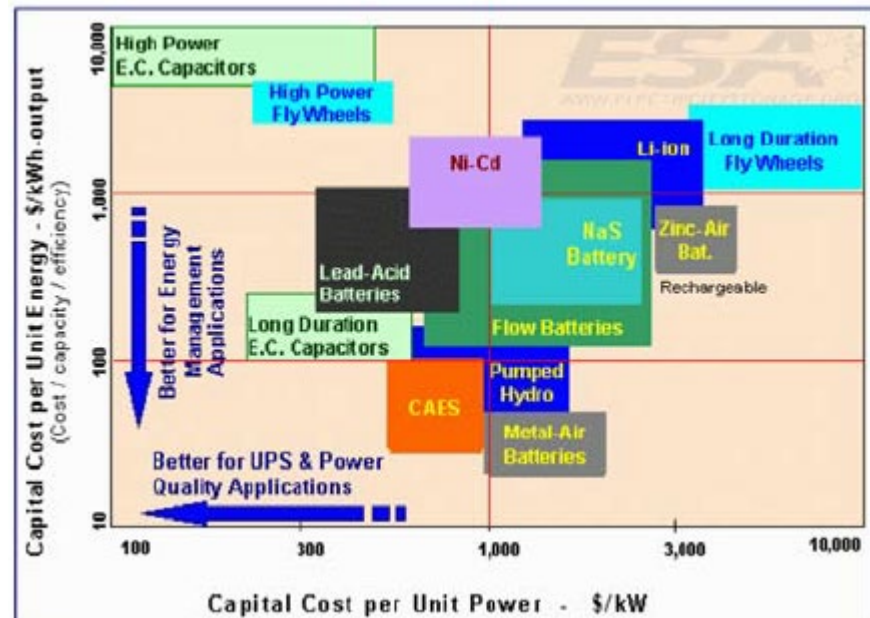 Capital Cost per Unit Energy - $/kWh-output
(Cost / capacity / efficiency)
10,000
1,000
100
10
High Power
E.C. Capacitors
High Power
Fly Wheels
ESA
Ni-Cd
Li-ion
Long Duration
Fly Wheels
Lead-Acid
Batteries
NaS
Battery
Zinc-Air
Bat.
Rechargeable
Flow Batteries
Long Duration
E.C. Capacitors
Better for Energy
Management
Applications
CAES
Pumped
Hydro
Metal-Air
Batteries
Better for UPS & Power
Quality Applications
100
300
1,000
3,000
10,000
Capital Cost per Unit Power - $/kW